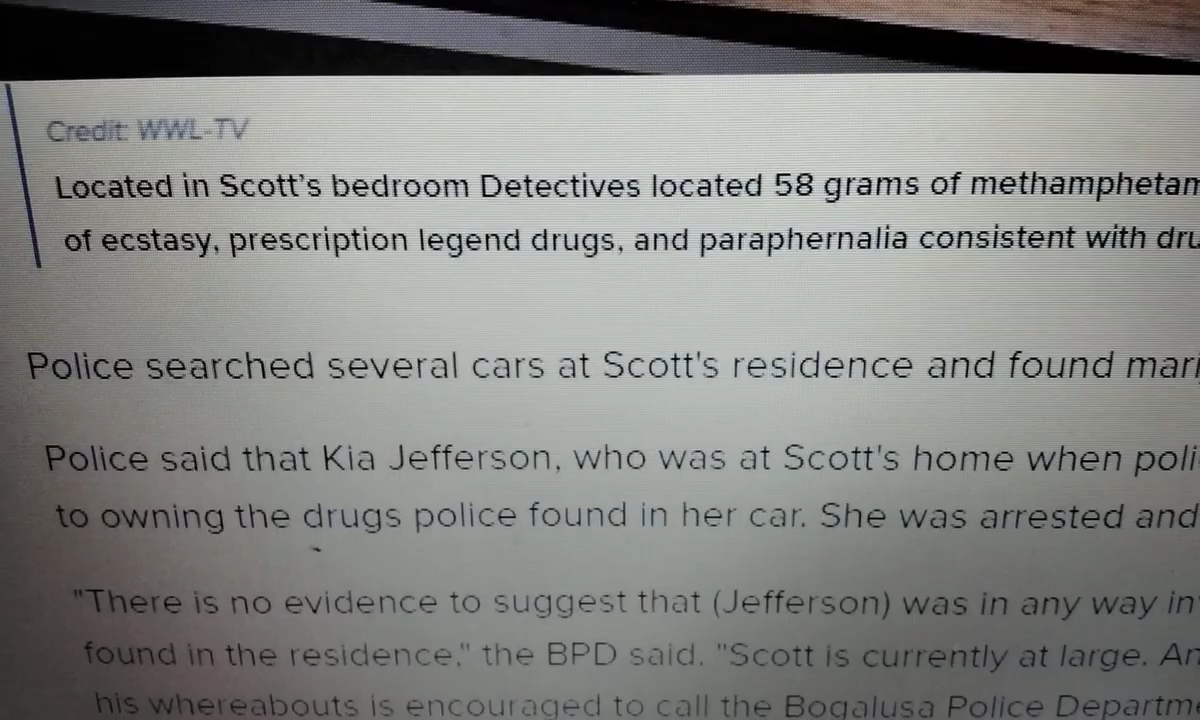 Credit: WWL-TV
Located in Scott's bedroom Detectives located 58 grams of methamphetam
of ecstasy, prescription legend drugs, and paraphernalia consistent with dru
Police searched several cars at Scott's residence and found mari
Police said that Kia Jefferson, who was at Scott's home when poli
to owning the drugs police found in her car. She was arrested and
"There is no evidence to suggest that (Jefferson) was in any way in
found in the residence," the BPD said. "Scott is currently at large. An
his whereabouts is encouraged to call the Bogalusa Police Departm